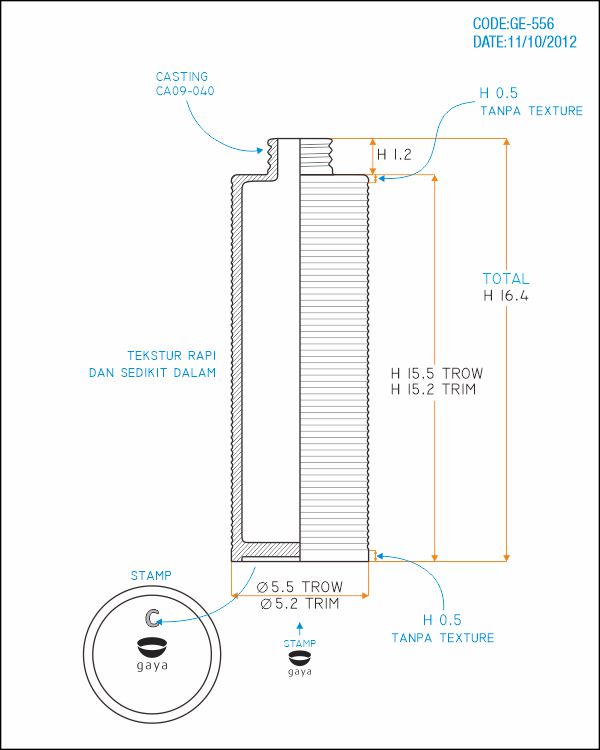 CODE:GE-556
DATE:11/10/2012
CASTING
CA09-040
H 0.5
TANPA TEXTURE
H 1.2
TOTAL
H 16.4
TEKSTUR RAPI
DAN SEDIKIT DALAM
H 15.5 TROW
H 15.2 TRIM
STAMP
Ø 5.5 TROW
Ø 5.2 TRIM
H 0.5
TANPA TEXTURE
C
gaya
STAMP
gaya